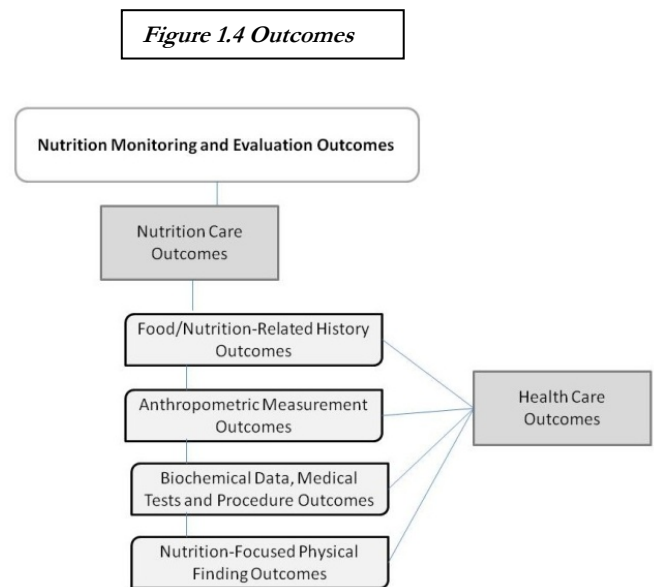 Figure 1.4 Outcomes
Nutrition Monitoring and Evaluation Outcomes
Nutrition Care
Outcomes
Food/Nutrition-Related History
Outcomes
Anthropometric Measurement
Outcomes
Biochemical Data, Medical
Tests and Procedure Outcomes
Nutrition-Focused Physical
Finding Outcomes
Health Care
Outcomes